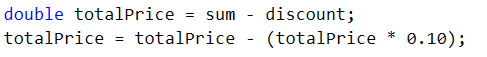 double totalPrice = sum - discount;
totalPrice = totalPrice - (totalPrice * 0.10);